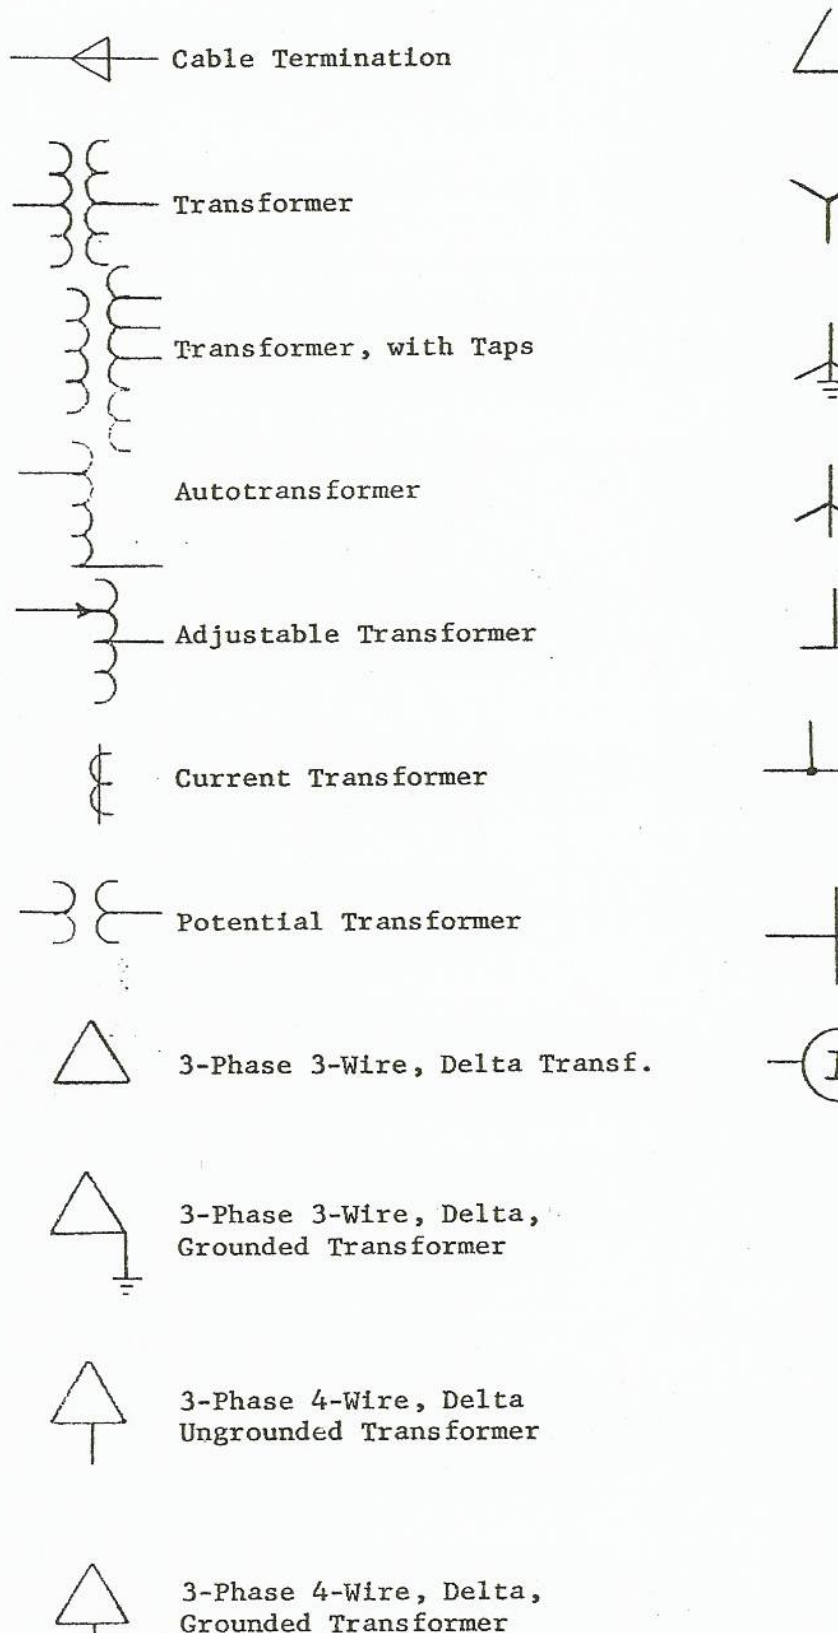 Cable Termination
Transformer
Transformer, with Taps
Autotransformer
Adjustable Transformer
Current Transformer
Potential Transformer
3-Phase 3-Wire, Delta Transf.
3-Phase 3-Wire, Delta,
Grounded Transformer
3-Phase 4-Wire, Delta
Ungrounded Transformer
3-Phase 4-Wire, Delta,
Grounded Transformer